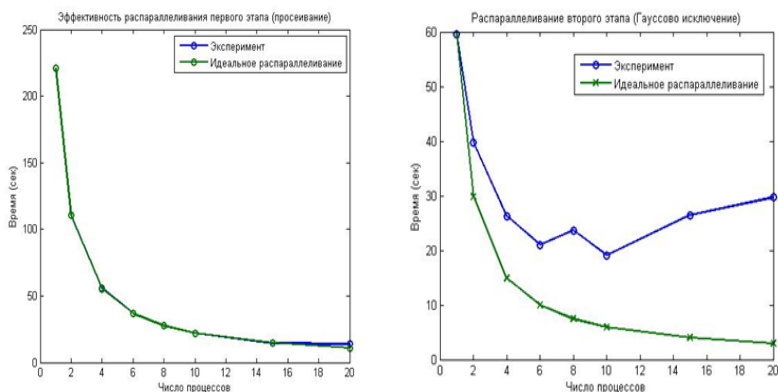 Эффективность распараллеливания первого этапа (просеивание)
Эксперимент
Идеальное распараллеливание
Время (сек)
250
200
150
100
50
0
0 2 4 6 8 10 12 14 16 18 20
Число процессов
Распараллеливание второго этапа (Гауссово исключение)
Эксперимент
Идеальное распараллеливание
Время (сек)
60
50
40
30
20
10
0
0 2 4 6 8 10 12 14 16 18 20
Число процессов